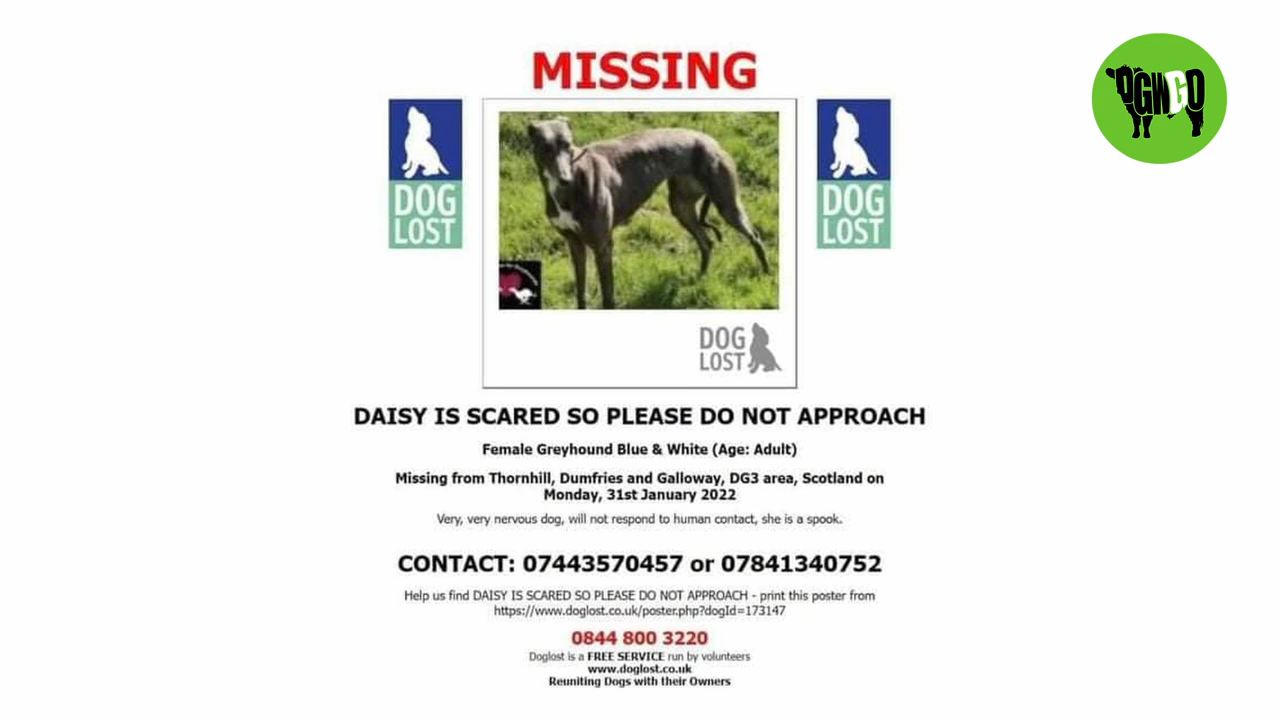 MISSING
DGWGO
DOG
LOST
DOG
LOST
DOG
LOST
DAISY IS SCARED SO PLEASE DO NOT APPROACH
Female Greyhound Blue & White (Age: Adult)
Missing from Thornhill, Dumfries and Galloway, DG3 area, Scotland on
Monday, 31st January 2022
Very, very nervous dog, will not respond to human contact, she is a spook.
CONTACT: 07443570457 or 07841340752
Help us find DAISY IS SCARED SO PLEASE DO NOT APPROACH - print this poster from
https://www.doglost.co.uk/poster.php?dogId=173147
0844 800 3220
Doglost is a FREE SERVICE run by volunteers
www.doglost.co.uk
Reuniting Dogs with their Owners